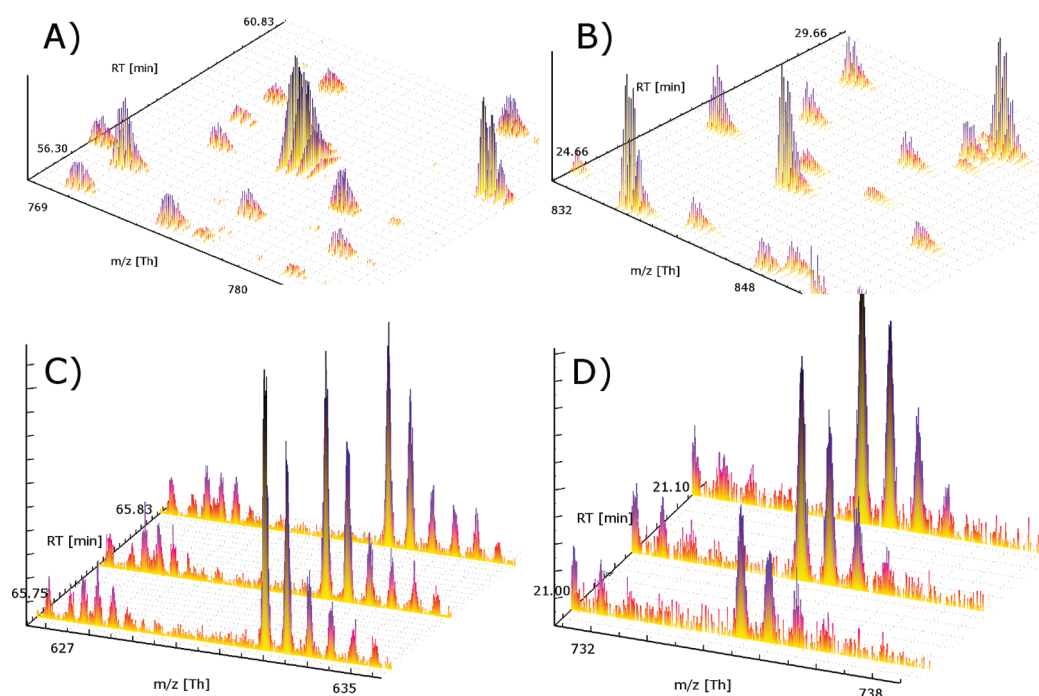 A)
60.83
RT [min]
56.30
769
m/z [Th]
780
B)
29.66
RT [min]
24.66
832
m/z [Th]
848
C)
65.83
RT [min]
65.75
627
m/z [Th]
635
D)
21.10
RT [min]
21.00
732
m/z [Th]
738